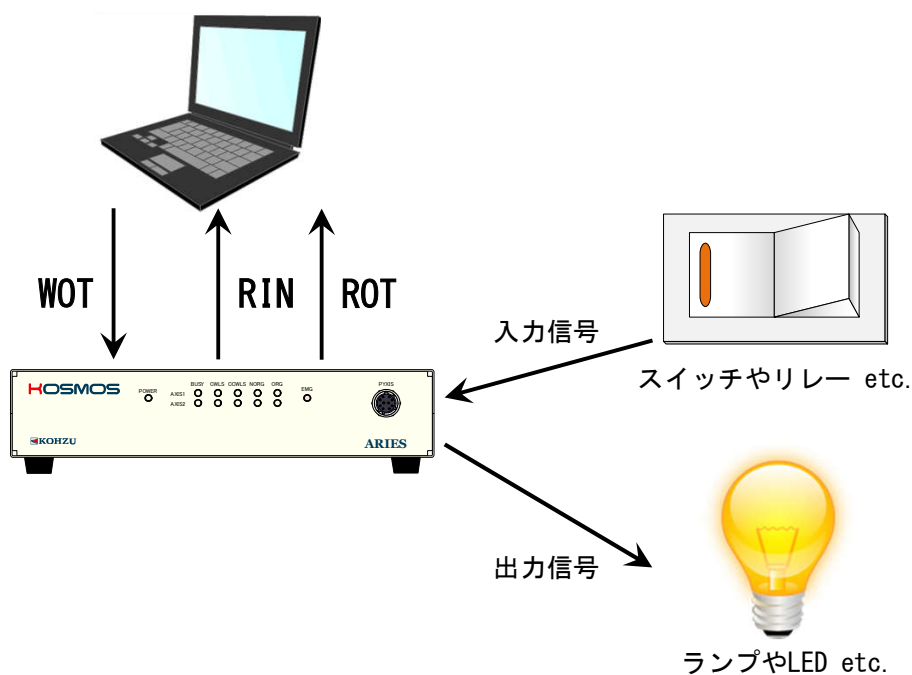 WOT
RIN
ROT
入力信号
スイッチやリレー etc.
KOSMOS
POWER
BUSY CWLS CCWLS NORG ORG
AXIS1
AXIS2
EMG
PYXIS
KOHZU
ARIES
出力信号
ランプやLED etc.